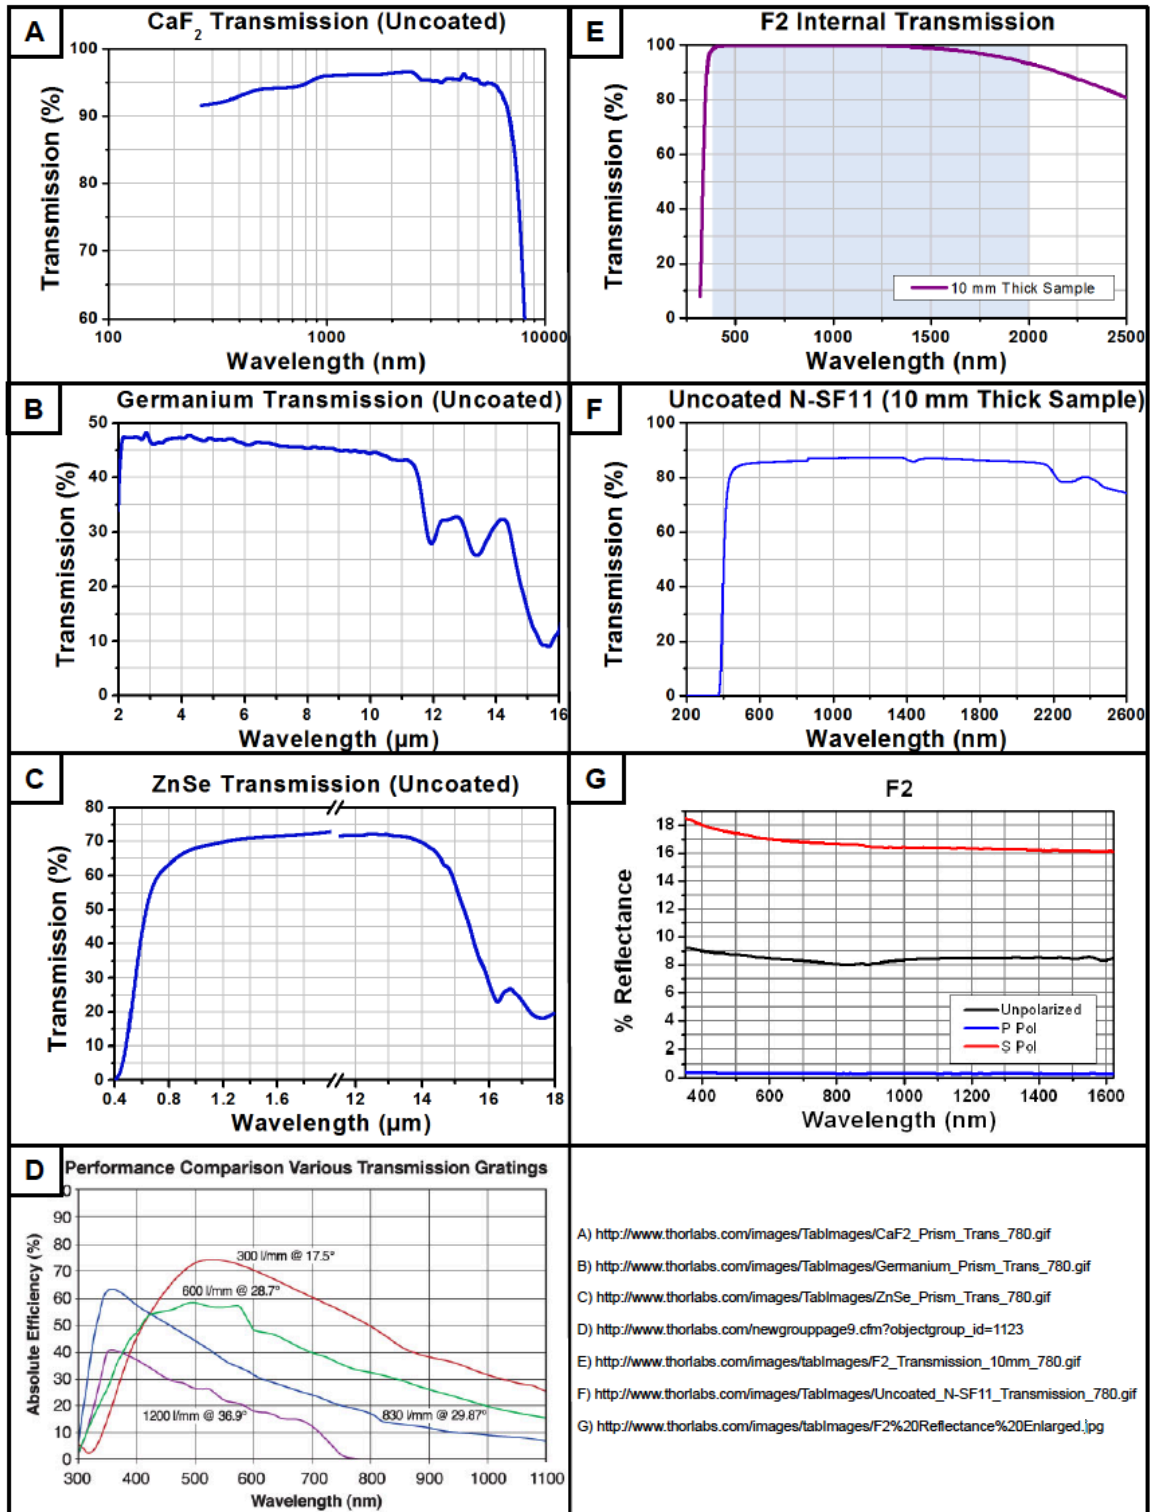 A
CaF2 Transmission (Uncoated)
Transmission (%)
100
90
80
70
60
100
1000
10000
Wavelength (nm)
E
F2 Internal Transmission
Transmission (%)
100
80
60
40
20
0
10 mm Thick Sample
500
1000
1500
2000
2500
Wavelength (nm)
B
Germanium Transmission (Uncoated)
Transmission (%)
50
40
30
20
10
0
2
4
6
8
10
12
14
16
Wavelength (µm)
F
Uncoated N-SF11 (10 mm Thick Sample)
Transmission (%)
100
80
60
40
20
0
200
600
1000
1400
1800
2200
2600
Wavelength (nm)
C
ZnSe Transmission (Uncoated)
Transmission (%)
80
70
60
50
40
30
20
10
0
0.4
0.8
1.2
1.6
12
14
16
18
Wavelength (µm)
G
F2
% Reflectance
18
16
14
12
10
8
6
4
2
0
Unpolarized
P Pol
S Pol
400
600
800
1000
1200
1400
1600
Wavelength (nm)
D
Performance Comparison Various Transmission Gratings
Absolute Efficiency (%)
0
90
80
70
60
50
40
30
20
10
0
300 l/mm @ 17.5°
600 l/mm @ 28.7°
1200 l/mm @ 36.9°
830 l/mm @ 29.87°
300
400
500
600
700
800
900
1000
1100
Wavelength (nm)
A) http://www.thorlabs.com/images/TabImages/CaF2_Prism_Trans_780.gif
B) http://www.thorlabs.com/images/TabImages/Germanium_Prism_Trans_780.gif
C) http://www.thorlabs.com/images/TabImages/ZnSe_Prism_Trans_780.gif
D) http://www.thorlabs.com/newgrouppage9.cfm?objectgroup_id=1123
E) http://www.thorlabs.com/images/tabImages/F2_Transmission_10mm_780.gif
F) http://www.thorlabs.com/images/TabImages/Uncoated_N-SF11_Transmission_780.gif
G) http://www.thorlabs.com/images/tabImages/F2%20Reflectance%20Enlarged.jpg